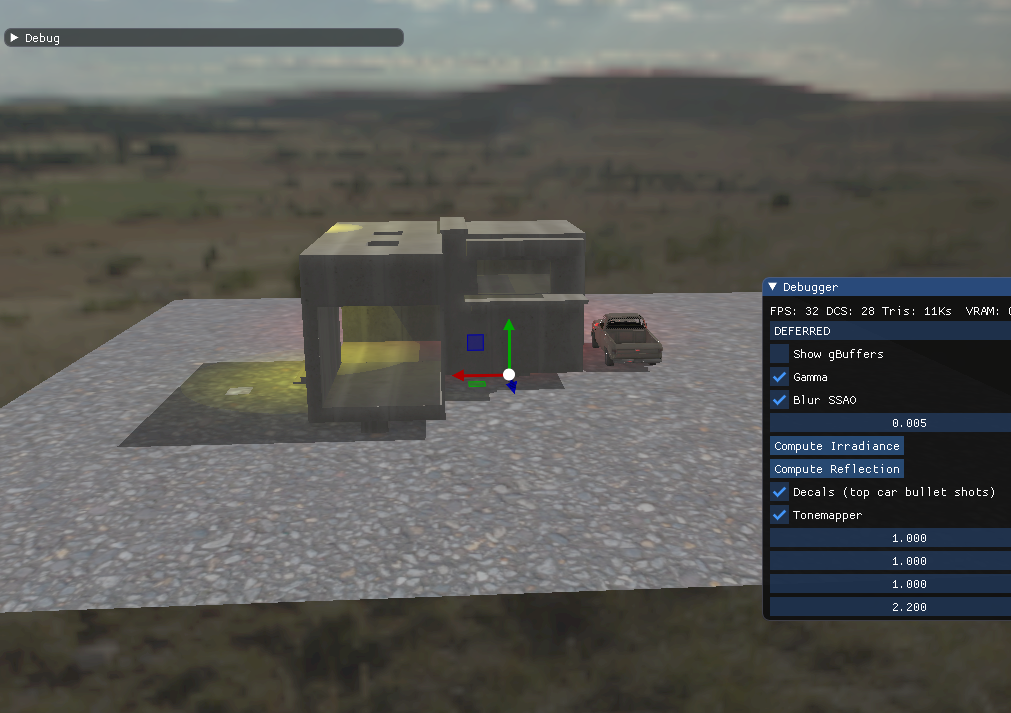 Debug
Debugger
FPS: 32 DCS: 28 Tris: 11Ks VRAM:
DEFERRED
Show gBuffers
Gamma
Blur SSAO
0.005
Compute Irradiance
Compute Reflection
Decals (top car bullet shots)
Tonemapper
1.000
1.000
1.000
2.200